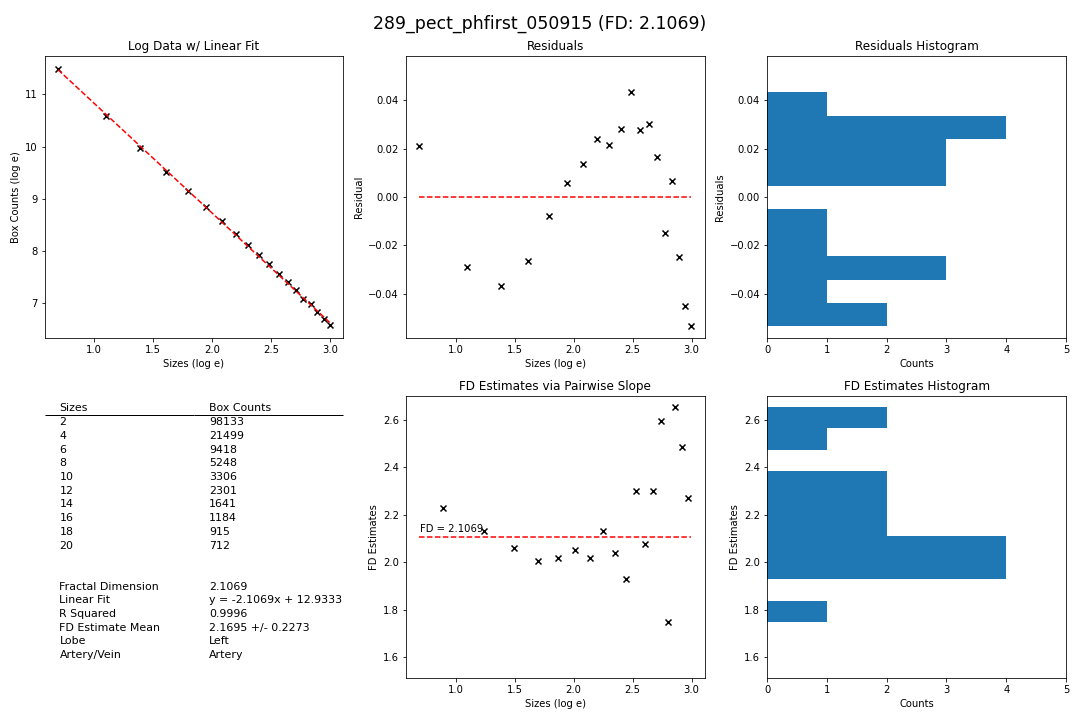 289_pect_phfirst_050915 (FD: 2.1069)
Log Data w/ Linear Fit
Box Counts (log e)
11
10
9
8
7
1.0 1.5 2.0 2.5 3.0
Sizes (log e)
Residuals
Residual
0.04
0.02
0.00
−0.02
−0.04
1.0 1.5 2.0 2.5 3.0
Sizes (log e)
Residuals Histogram
Residuals
0.04
0.02
0.00
−0.02
−0.04
0 1 2 3 4 5
Counts
Sizes Box Counts
2 98133
4 21499
6 9418
8 5248
10 3306
12 2301
14 1641
16 1184
18 915
20 712
Fractal Dimension 2.1069
Linear Fit y = -2.1069x + 12.9333
R Squared 0.9996
FD Estimate Mean 2.1695 +/- 0.2273
Lobe Left
Artery/Vein Artery
FD Estimates via Pairwise Slope
FD Estimates
2.6
2.4
2.2
2.0
1.8
1.6
FD = 2.1069
1.0 1.5 2.0 2.5 3.0
Sizes (log e)
FD Estimates Histogram
FD Estimates
2.6
2.4
2.2
2.0
1.8
1.6
0 1 2 3 4 5
Counts